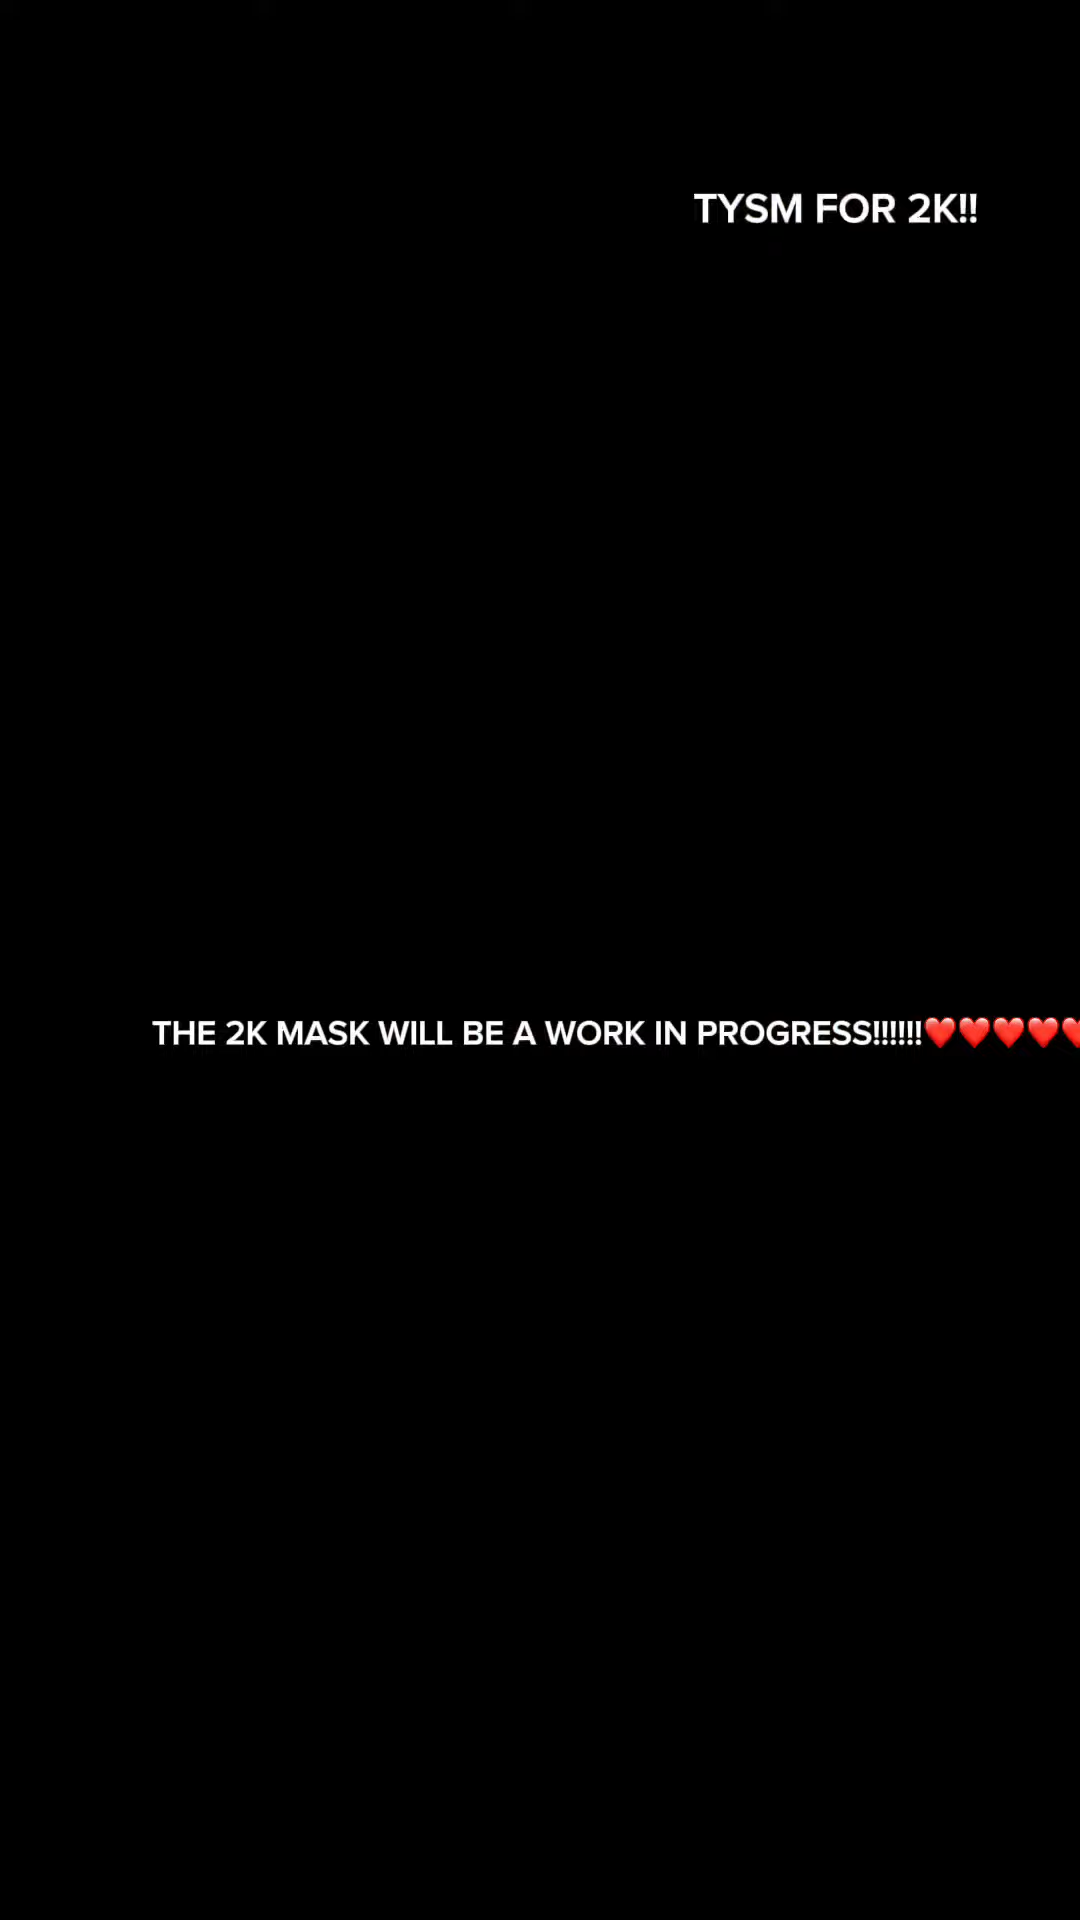 TYSM FOR 2K!!
THE 2K MASK WILL BE A WORK IN PROGRESS!!!!!!❤️❤️❤️❤️❤️